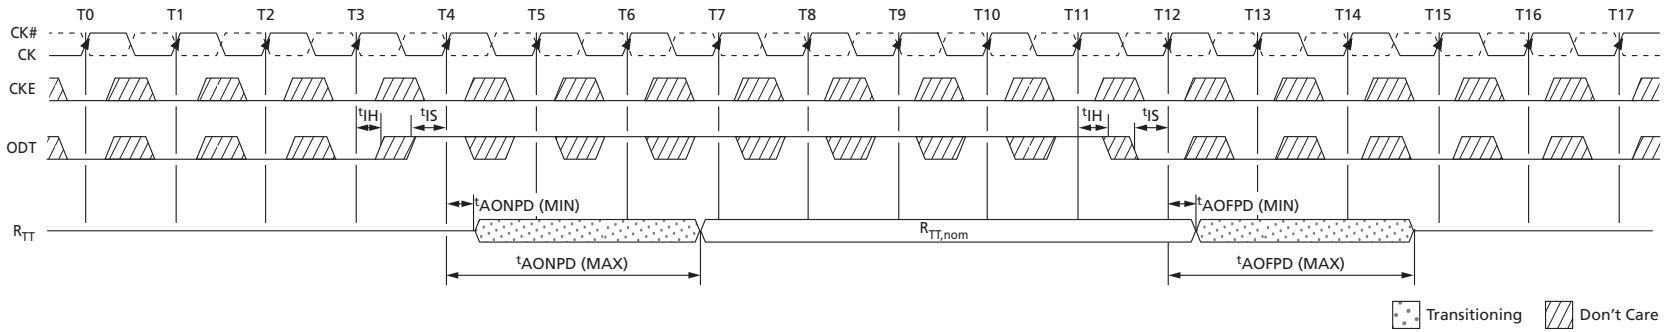 T0 T1 T2 T3 T4 T5 T6 T7 T8 T9 T10 T11 T12 T13 T14 T15 T16 T17
CK#
CK
CKE
tIH tIS tIH tIS
ODT
tAONPD (MIN) tAOFPD (MIN)
RTT RTT,nom
tAONPD (MAX) tAOFPD (MAX)
Transitioning Don't Care